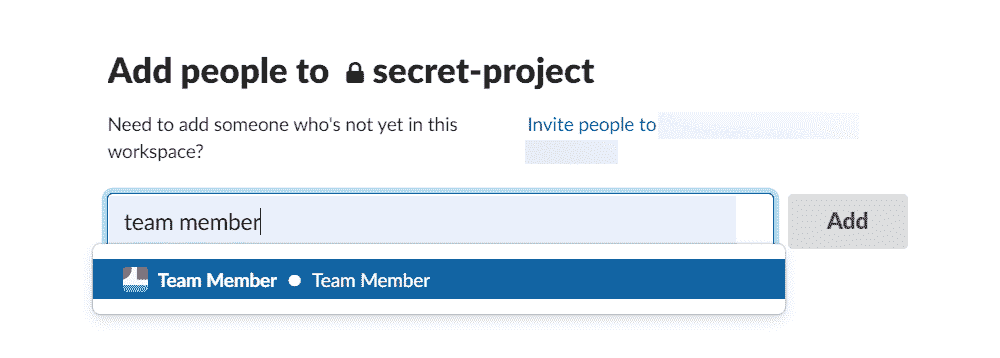 Add people to secret-project
Need to add someone who's not yet in this
workspace?
Invite people to
team member
Add
Team Member Team Member